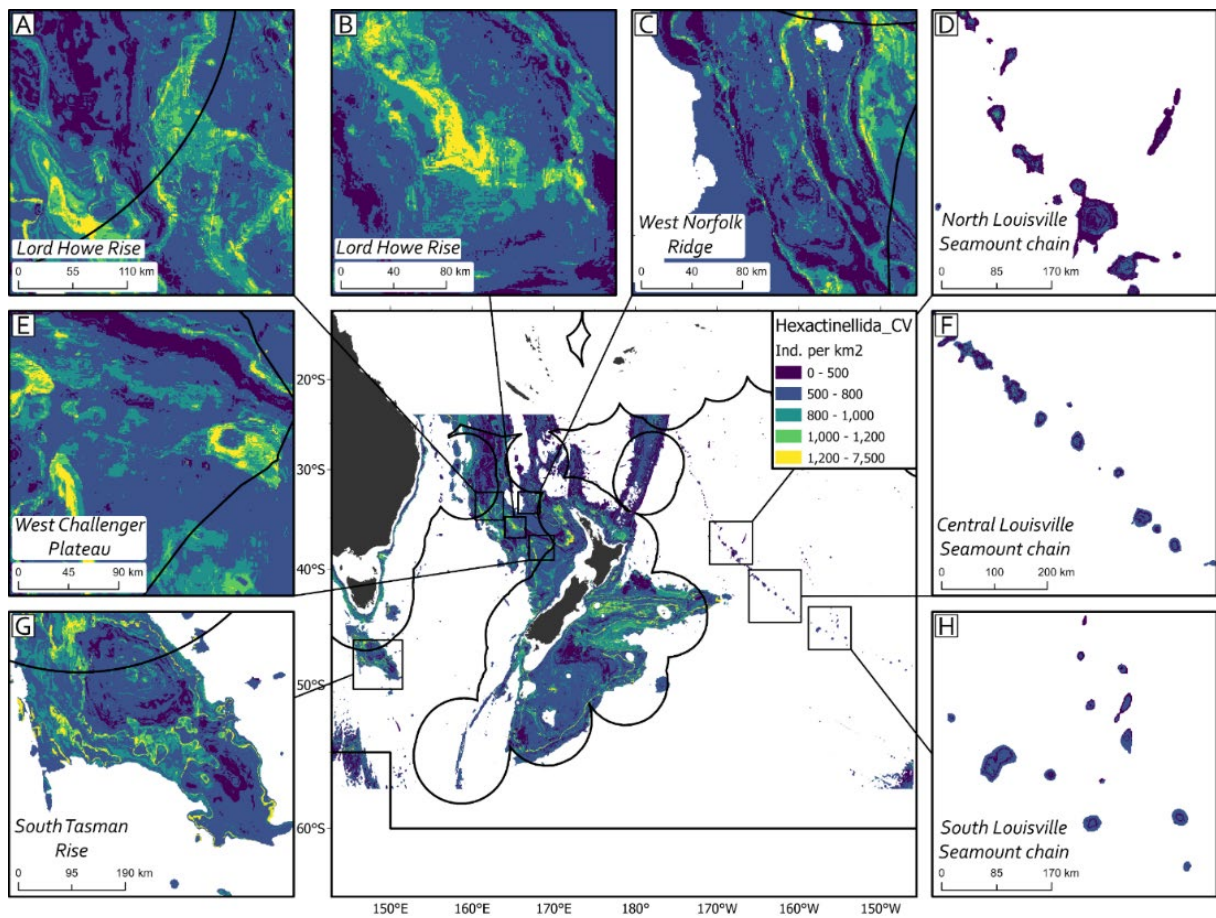 A
Lord Howe Rise
0 55 110 km
B
Lord Howe Rise
0 40 80 km
C
West Norfolk
Ridge
0 40 80 km
D
North Louisville
Seamount chain
0 85 170 km
E
West Challenger
Plateau
0 45 90 km
Hexactinellida_CV
Ind. per km2
0 - 500
500 - 800
800 - 1,000
1,000 - 1,200
1,200 - 7,500
20°S
30°S
40°S
50°S
60°S
F
Central Louisville
Seamount chain
0 100 200 km
G
South Tasman
Rise
0 95 190 km
H
South Louisville
Seamount chain
0 85 170 km
150°E 160°E 170°E 180° 170°W 160°W 150°W